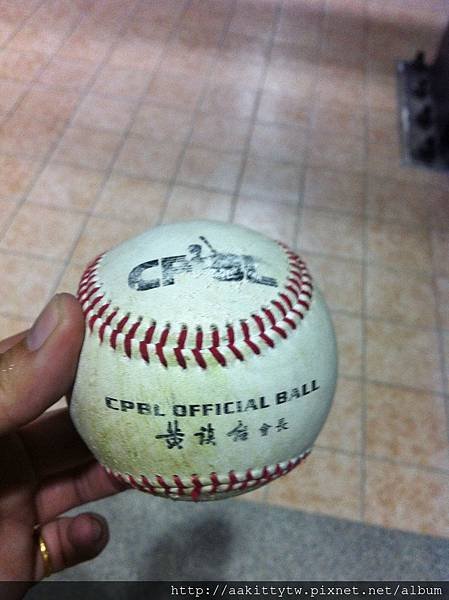 CPBL
CPBL OFFICIAL BALL
黃鎮台 會長
http://aakittytw.pixnet.net/album